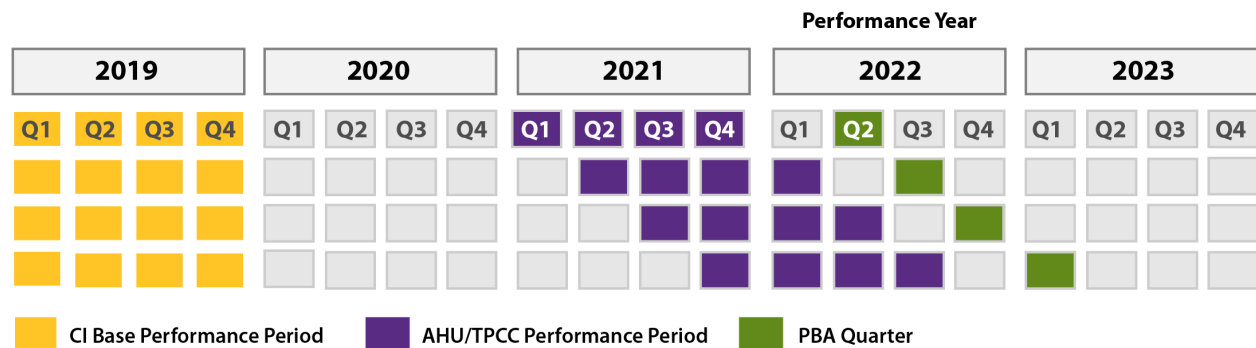 Performance Year
2019 2020 2021 2022 2023
Q1 Q2 Q3 Q4 Q1 Q2 Q3 Q4 Q1 Q2 Q3 Q4 Q1 Q2 Q3 Q4 Q1 Q2 Q3 Q4
CI Base Performance Period AHU/TPCC Performance Period PBA Quarter